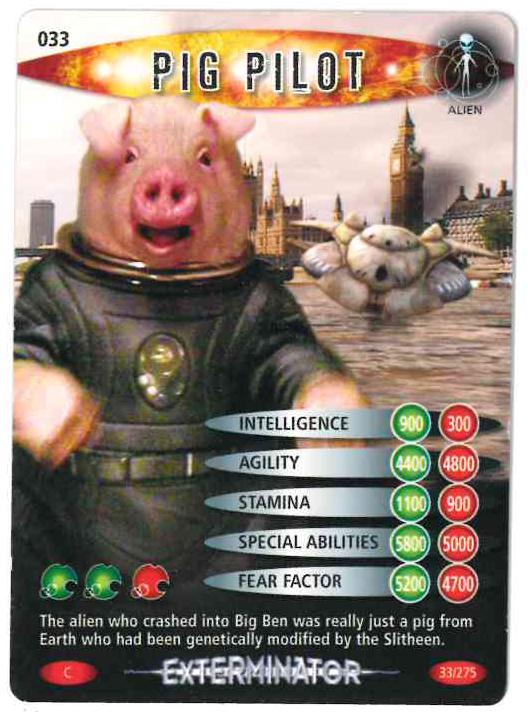 033
PIG PILOT
ALIEN
INTELLIGENCE 900 300
AGILITY 4400 4800
STAMINA 1100 900
SPECIAL ABILITIES 5800 5000
FEAR FACTOR 5200 4700
The alien who crashed into Big Ben was really just a pig from
Earth who had been genetically modified by the Slitheen.
C EXTERMINATOR 33/275